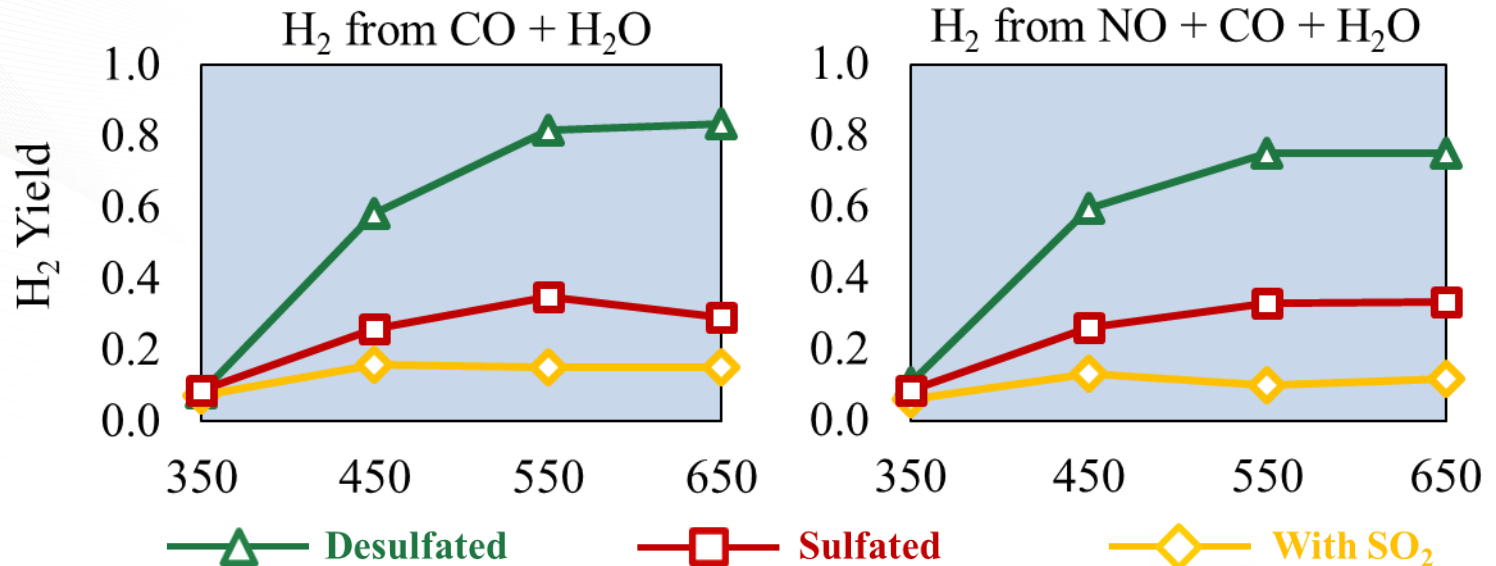 H₂ from CO + H₂O
H₂ Yield
1.0
0.8
0.6
0.4
0.2
0.0
350 450 550 650
H₂ from NO + CO + H₂O
1.0
0.8
0.6
0.4
0.2
0.0
350 450 550 650
Desulfated Sulfated With SO₂